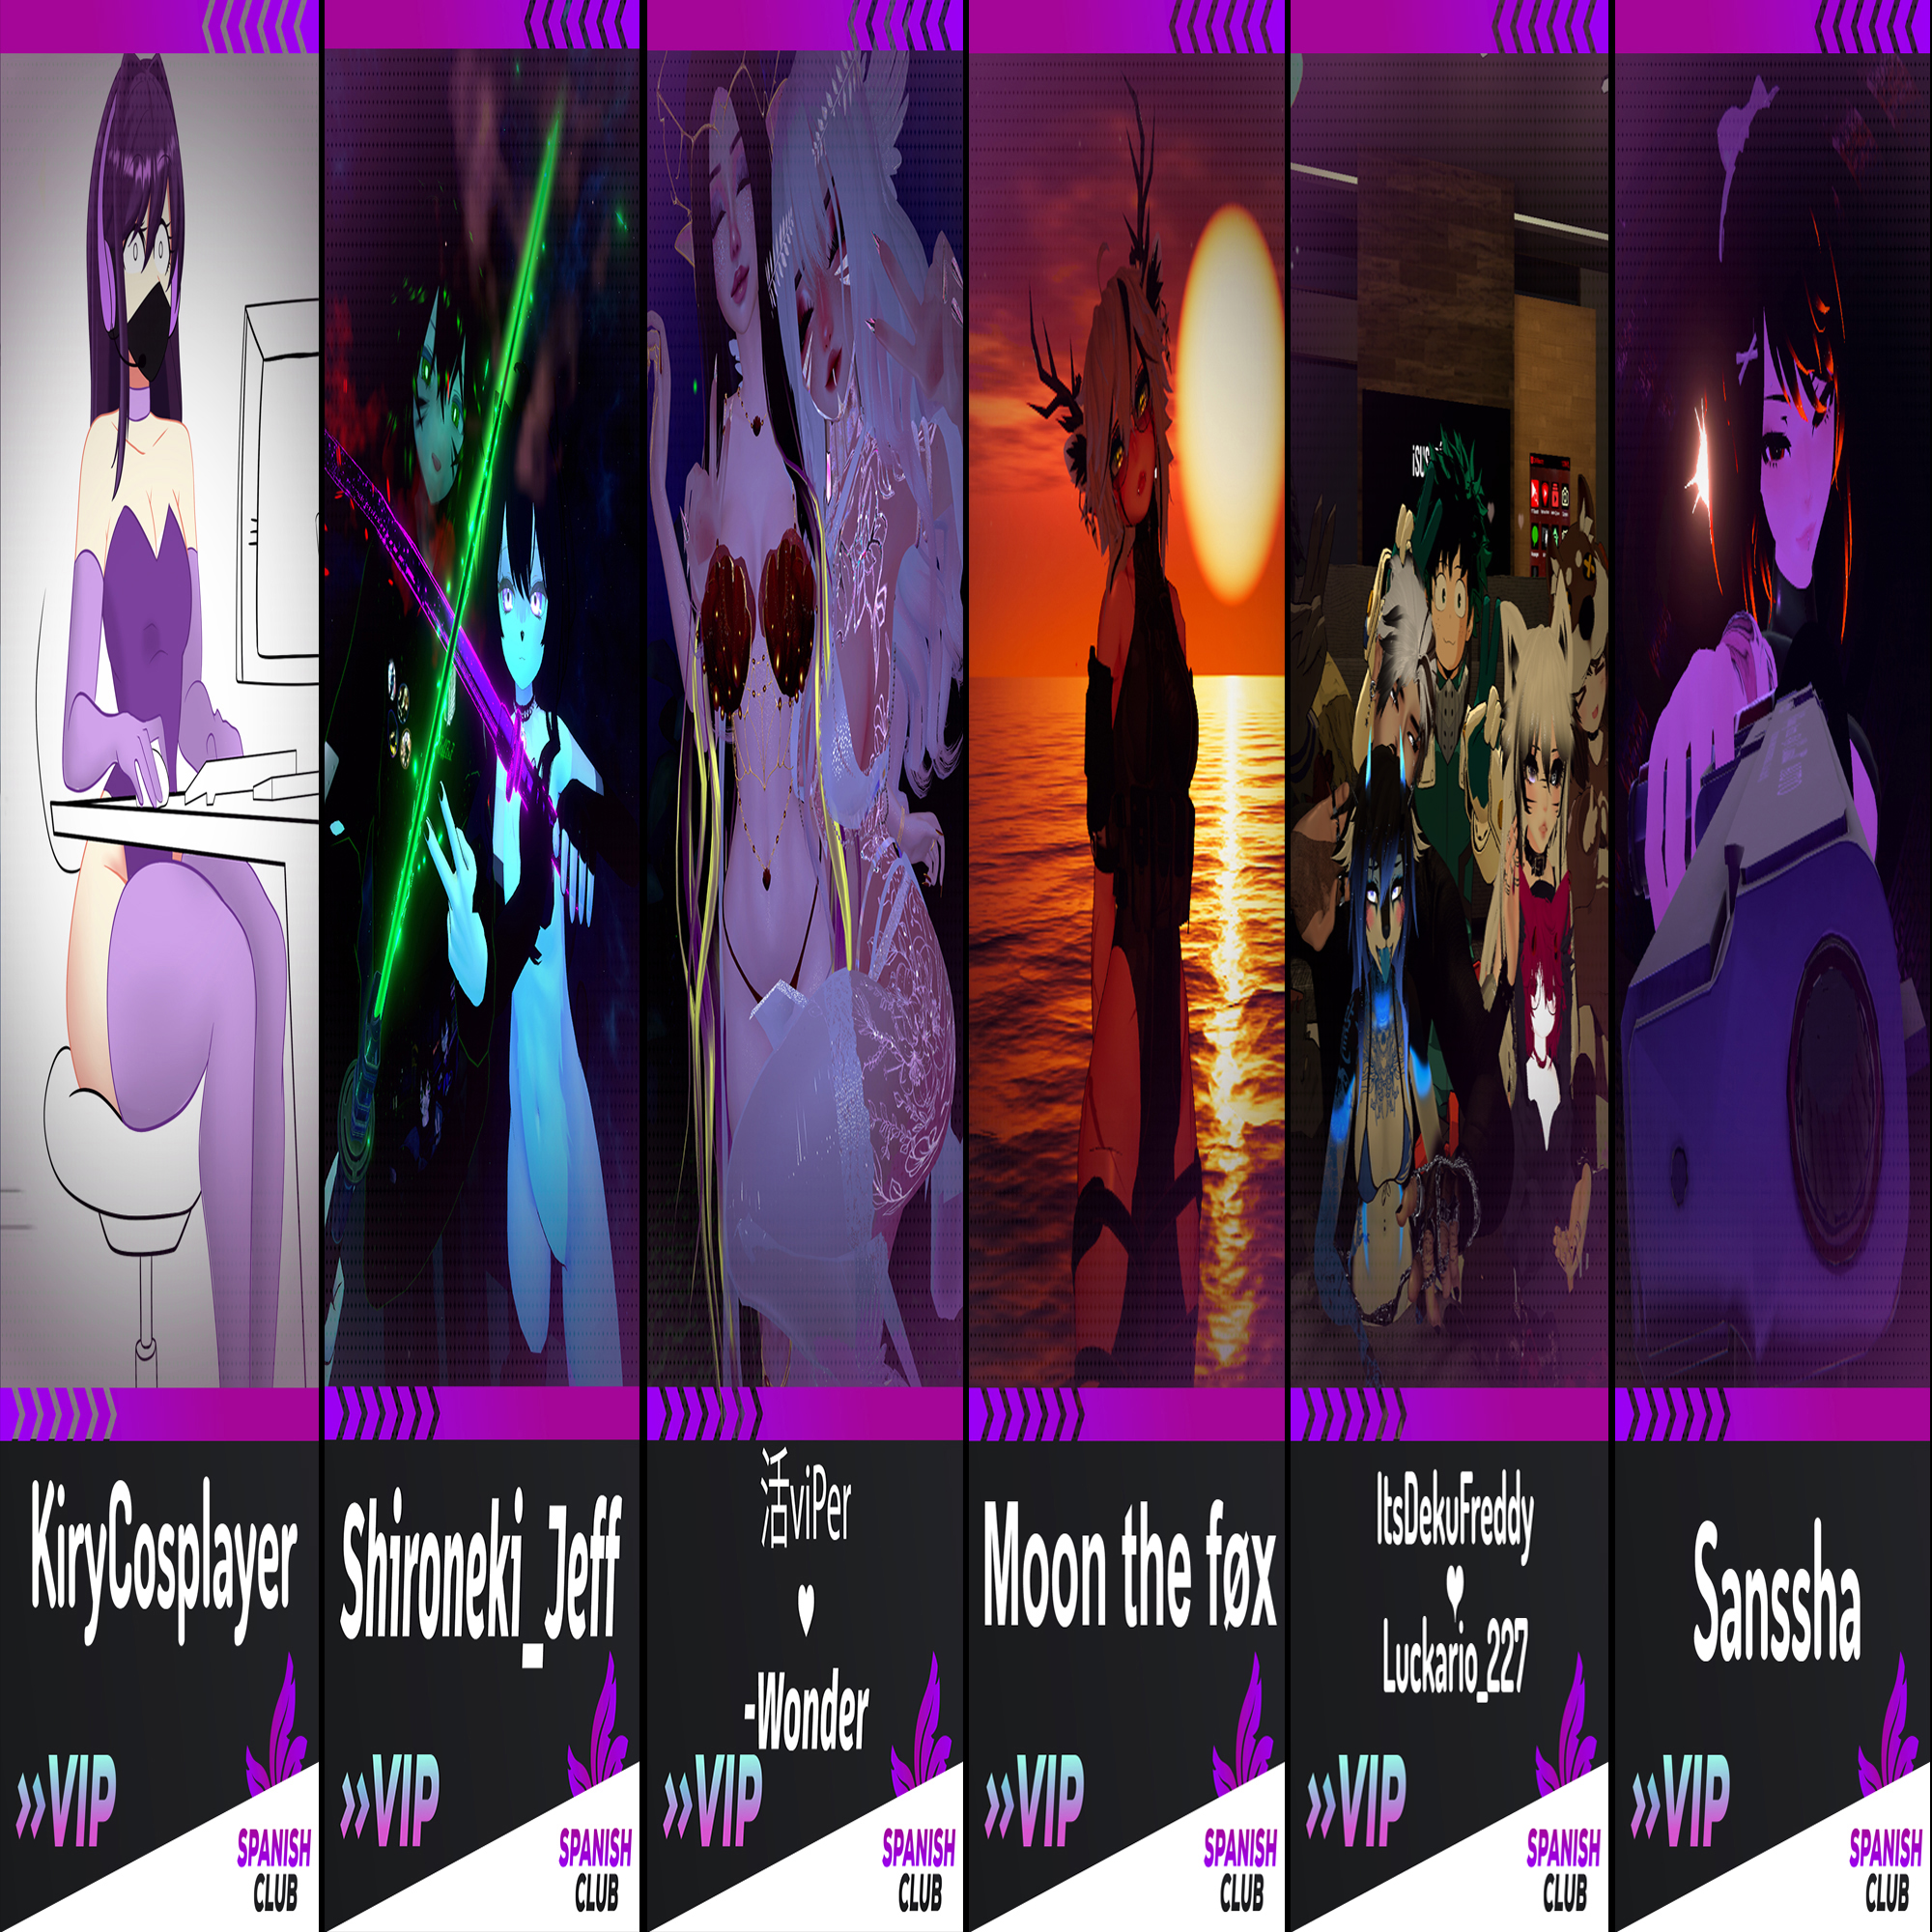 KiryCosplayer
VIP
SPANISH
CLUB
Shironeki_Jeff
VIP
SPANISH
CLUB
活viPer
♥
-Wonder
VIP
SPANISH
CLUB
Moon the føx
VIP
SPANISH
CLUB
ItsDekuFreddy
♥
Luckario_227
VIP
SPANISH
CLUB
Sanssha
VIP
SPANISH
CLUB